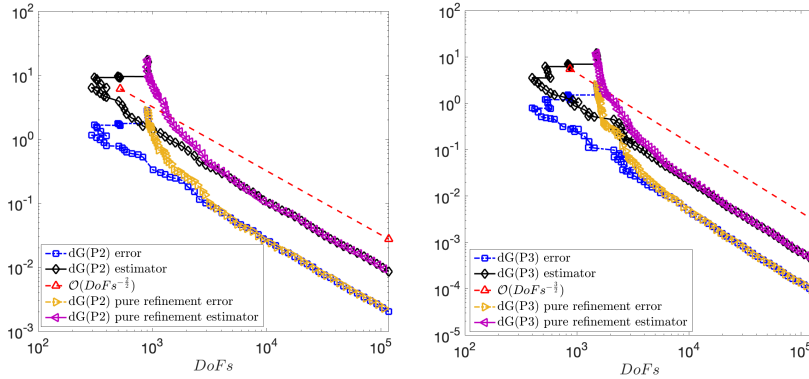 10^2
10^1
10^0
10^-1
10^-2
10^-3
10^2
10^3
10^4
10^5
DoFs
dG(P2) error
dG(P2) estimator
O(DoFs^-2/2)
dG(P2) pure refinement error
dG(P2) pure refinement estimator
10^2
10^1
10^0
10^-1
10^-2
10^-3
10^-4
10^-5
10^2
10^3
10^4
10^5
DoFs
dG(P3) error
dG(P3) estimator
O(DoFs^-3/2)
dG(P3) pure refinement error
dG(P3) pure refinement estimator